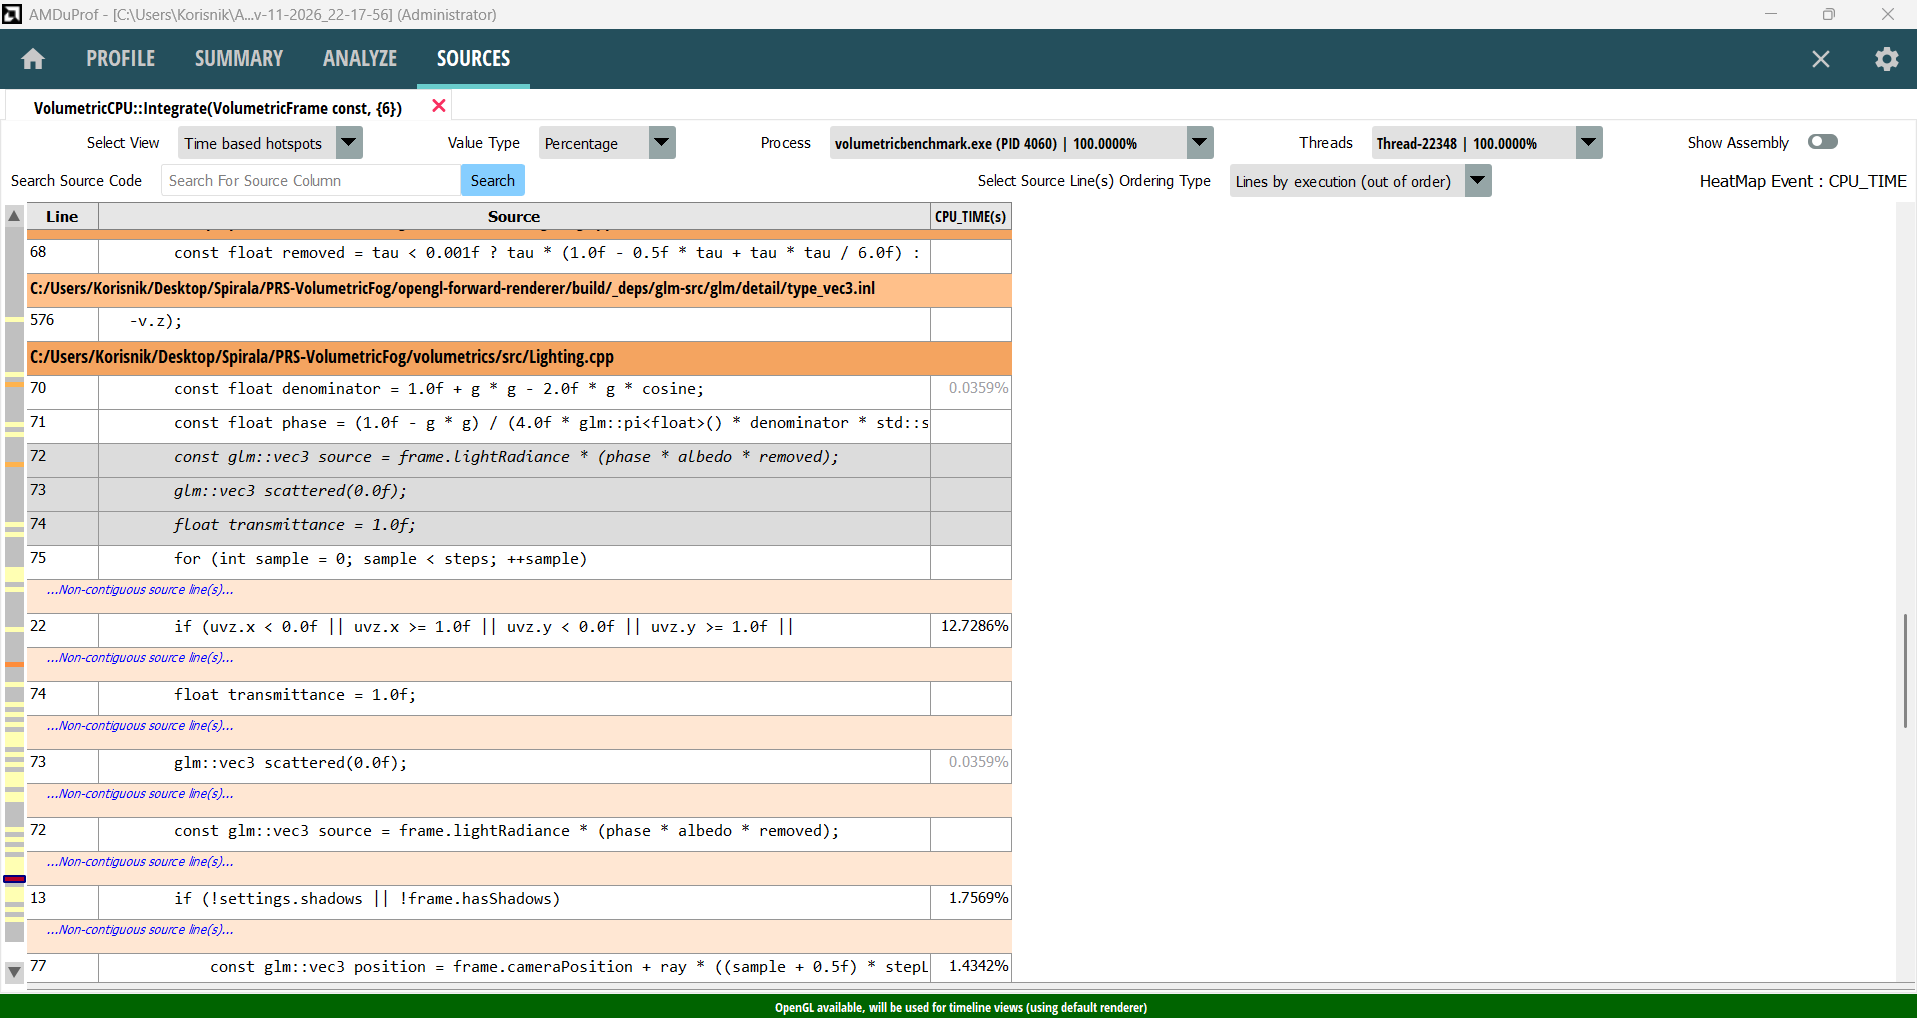 AMDuProf - [C:\Users\Korisnik\A...v-11-2026_22-17-56] (Administrator)
PROFILE SUMMARY ANALYZE SOURCES
VolumetricCPU::Integrate(VolumetricFrame const, {6})
Select View Time based hotspots Value Type Percentage Process volumetricbenchmark.exe (PID 4060) | 100.0000% Threads Thread-22348 | 100.0000% Show Assembly
Search Source Code Search For Source Column Search Select Source Line(s) Ordering Type Lines by execution (out of order) HeatMap Event : CPU_TIME
Line Source CPU_TIME(s)
68 const float removed = tau < 0.001f ? tau * (1.0f - 0.5f * tau + tau * tau / 6.0f) :
C:/Users/Korisnik/Desktop/Spirala/PRS-VolumetricFog/opengl-forward-renderer/build/_deps/glm-src/glm/detail/type_vec3.inl
576 -v.z);
C:/Users/Korisnik/Desktop/Spirala/PRS-VolumetricFog/volumetrics/src/Lighting.cpp
70 const float denominator = 1.0f + g * g - 2.0f * g * cosine; 0.0359%
71 const float phase = (1.0f - g * g) / (4.0f * glm::pi<float>() * denominator * std::s
72 const glm::vec3 source = frame.lightRadiance * (phase * albedo * removed);
73 glm::vec3 scattered(0.0f);
74 float transmittance = 1.0f;
75 for (int sample = 0; sample < steps; ++sample)
...Non-contiguous source line(s)...
22 if (uvz.x < 0.0f || uvz.x >= 1.0f || uvz.y < 0.0f || uvz.y >= 1.0f || 12.7286%
...Non-contiguous source line(s)...
74 float transmittance = 1.0f;
...Non-contiguous source line(s)...
73 glm::vec3 scattered(0.0f); 0.0359%
...Non-contiguous source line(s)...
72 const glm::vec3 source = frame.lightRadiance * (phase * albedo * removed);
...Non-contiguous source line(s)...
13 if (!settings.shadows || !frame.hasShadows) 1.7569%
...Non-contiguous source line(s)...
77 const glm::vec3 position = frame.cameraPosition + ray * ((sample + 0.5f) * stepL 1.4342%
OpenGL available, will be used for timeline views (using default renderer)